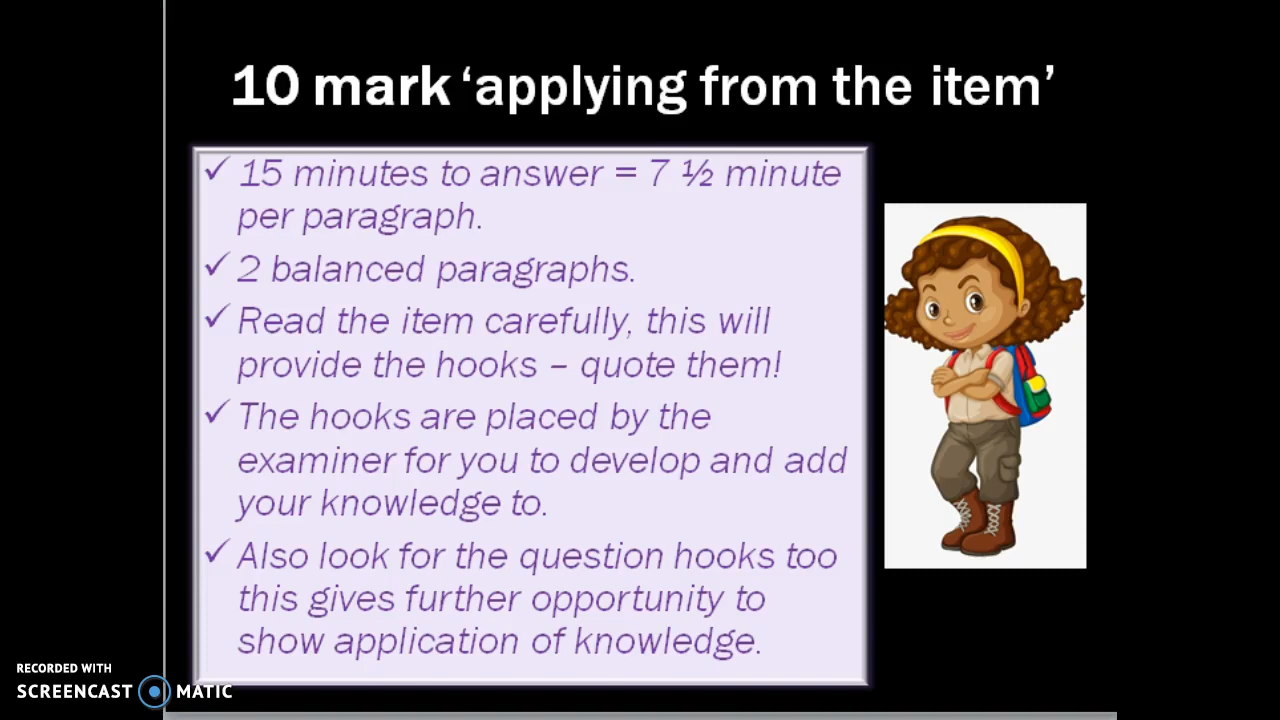 10 mark ‘applying from the item’
✓ 15 minutes to answer = 7 ½ minute
per paragraph.
✓ 2 balanced paragraphs.
✓ Read the item carefully, this will
provide the hooks – quote them!
✓ The hooks are placed by the
examiner for you to develop and add
your knowledge to.
✓ Also look for the question hooks too
this gives further opportunity to
show application of knowledge.
RECORDED WITH
SCREENCAST MATIC